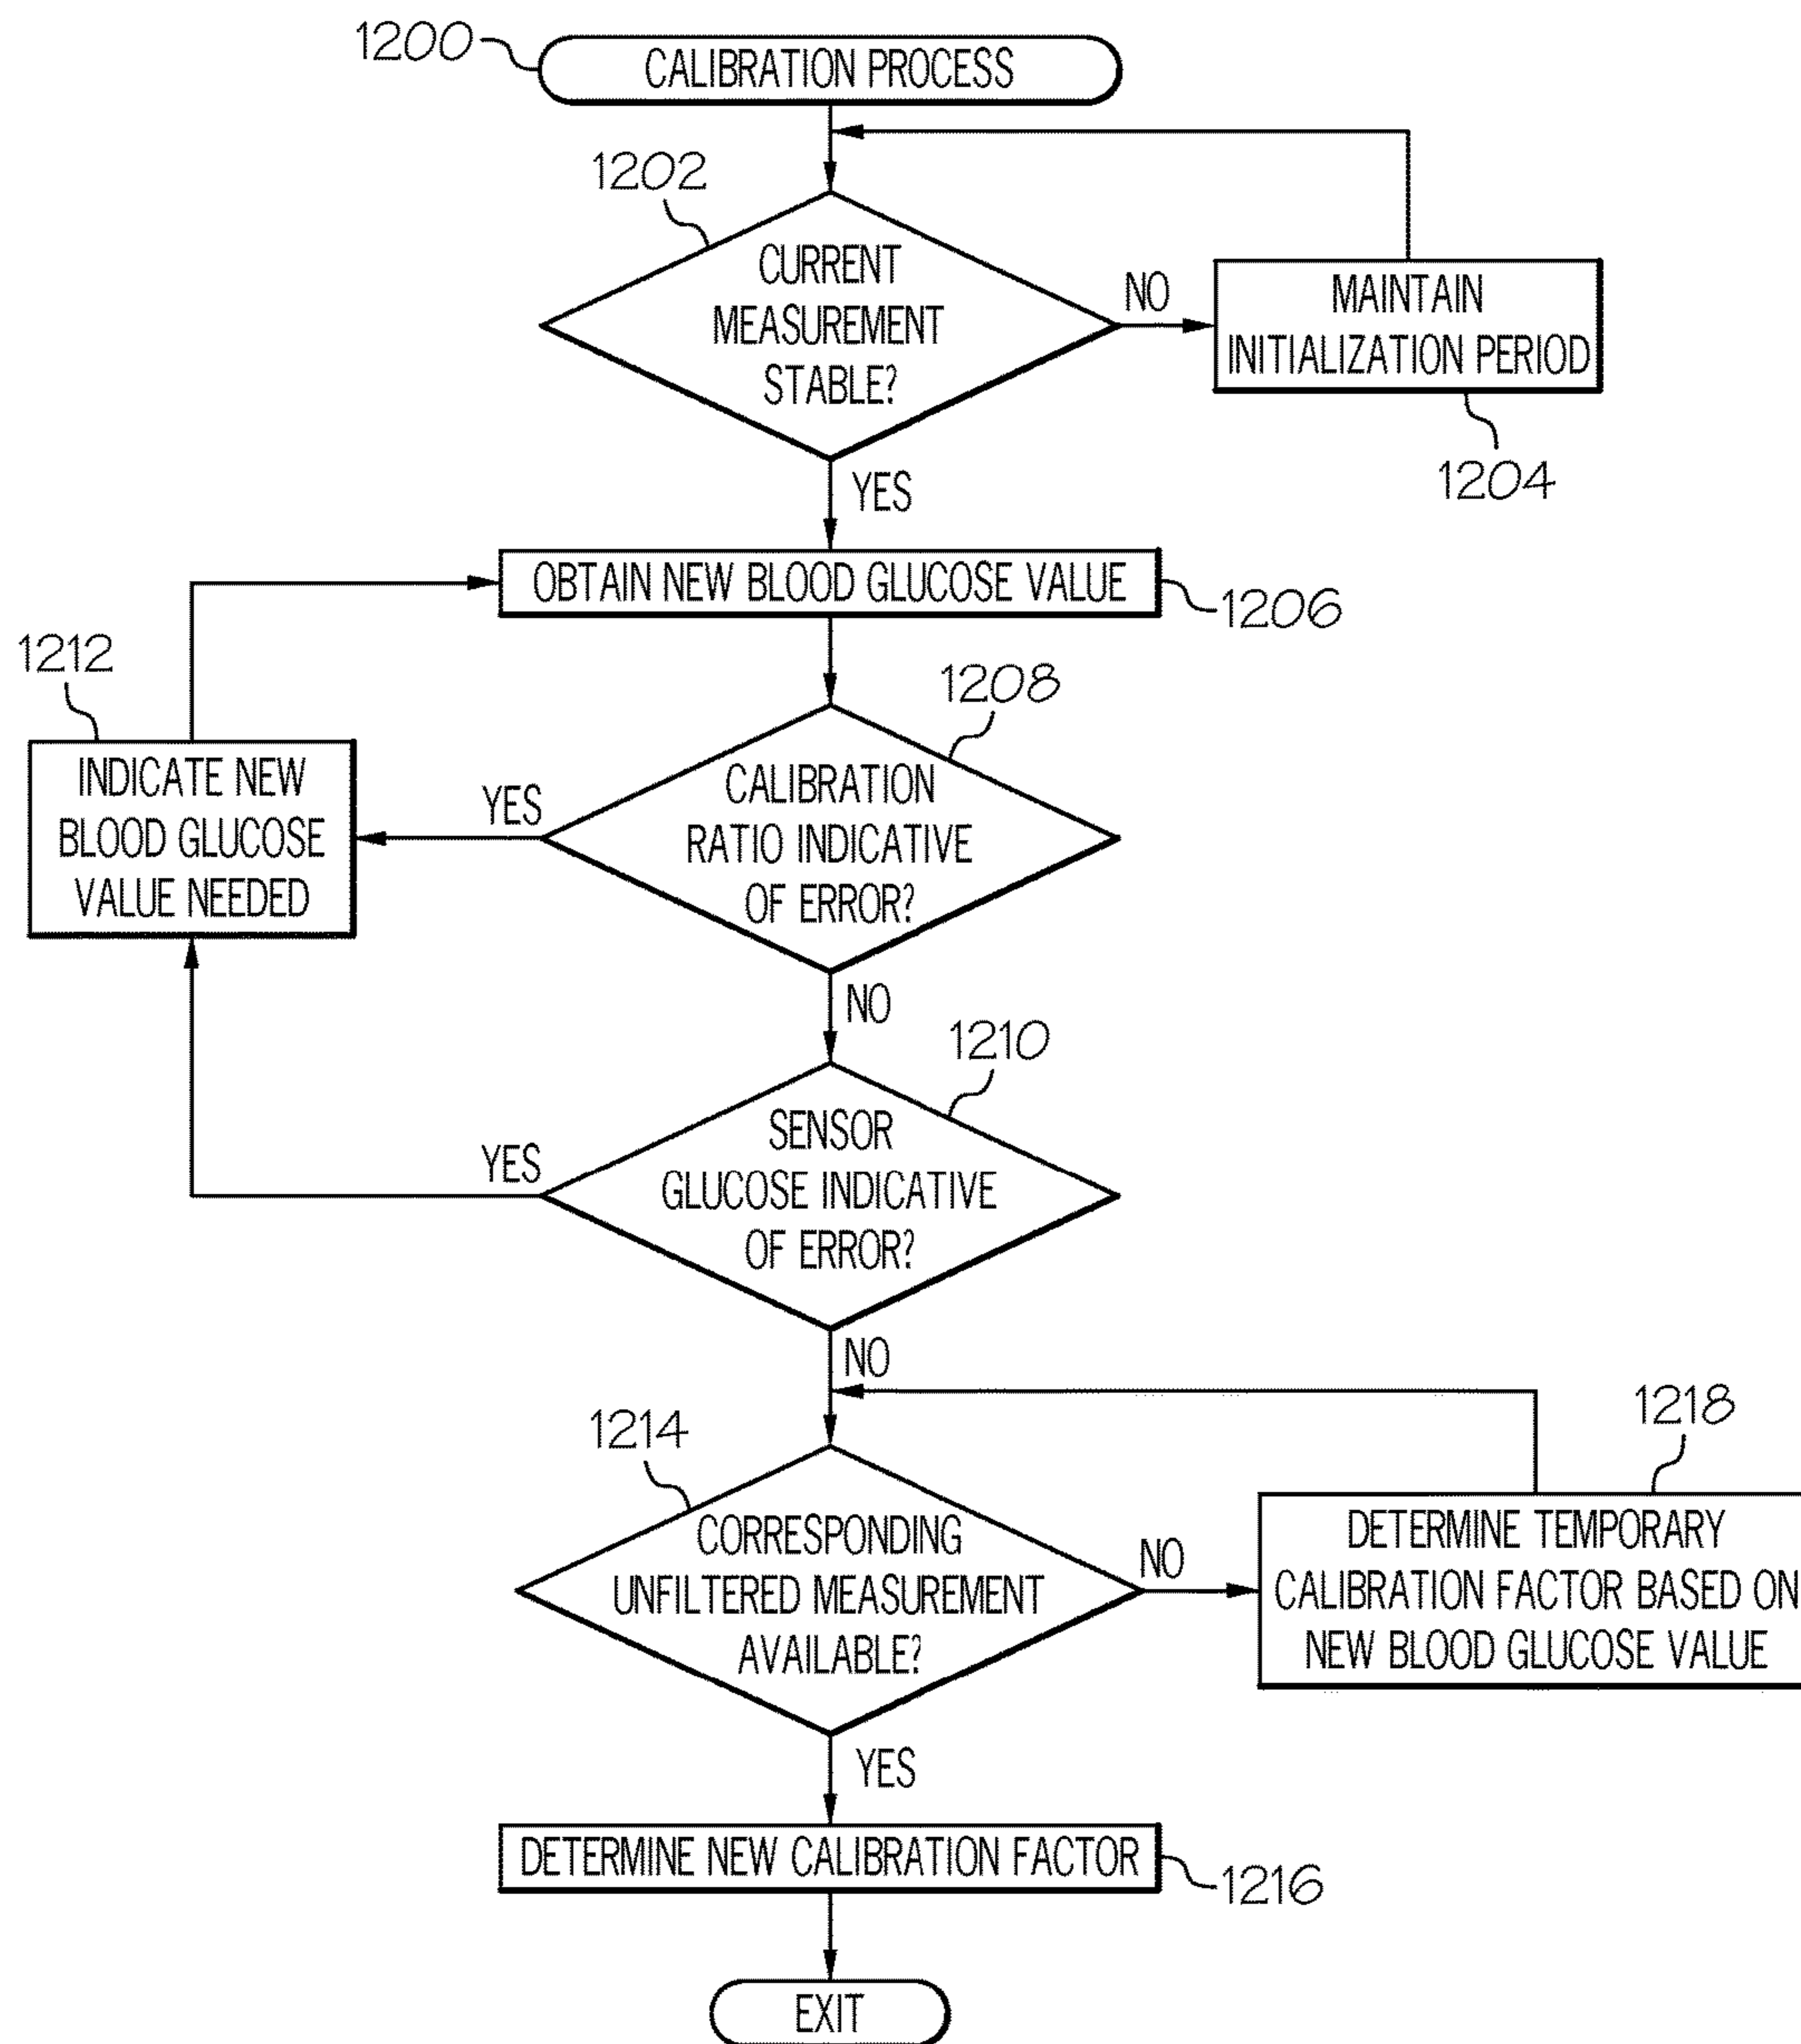 1200
CALIBRATION PROCESS
1202
CURRENT
MEASUREMENT
STABLE?
NO
MAINTAIN
INITIALIZATION PERIOD
1204
YES
OBTAIN NEW BLOOD GLUCOSE VALUE
1206
1212
INDICATE NEW
BLOOD GLUCOSE
VALUE NEEDED
1208
YES
CALIBRATION
RATIO INDICATIVE
OF ERROR?
NO
1210
YES
SENSOR
GLUCOSE INDICATIVE
OF ERROR?
NO
1214
CORRESPONDING
UNFILTERED MEASUREMENT
AVAILABLE?
NO
1218
DETERMINE TEMPORARY
CALIBRATION FACTOR BASED ON
NEW BLOOD GLUCOSE VALUE
YES
DETERMINE NEW CALIBRATION FACTOR
1216
EXIT